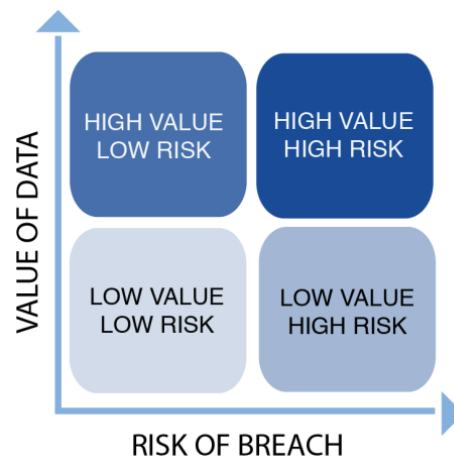 VALUE OF DATA
HIGH VALUE
LOW RISK
HIGH VALUE
HIGH RISK
LOW VALUE
LOW RISK
LOW VALUE
HIGH RISK
RISK OF BREACH